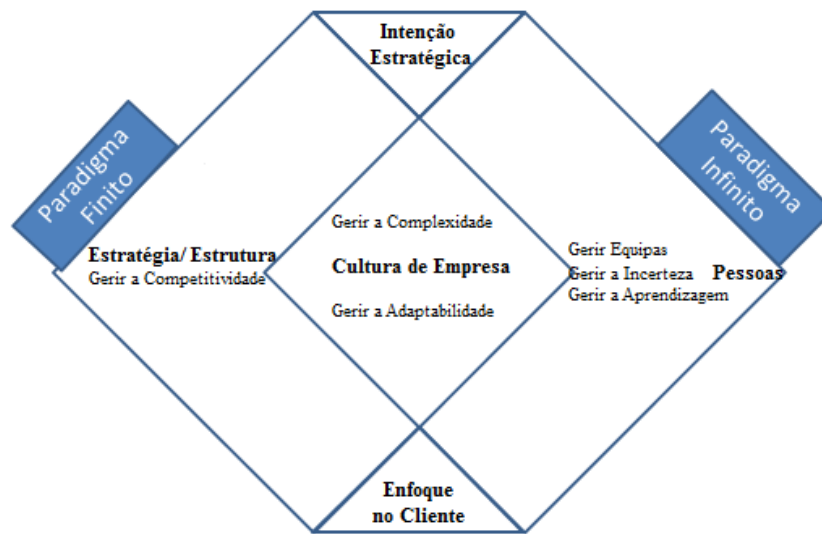 Intenção
Estratégica
Paradigma
Finito
Paradigma
Infinito
Estratégia/ Estrutura
Gerir a Competitividade
Gerir a Complexidade
Cultura de Empresa
Gerir a Adaptabilidade
Gerir Equipas
Gerir a Incerteza Pessoas
Gerir a Aprendizagem
Enfoque
no Cliente